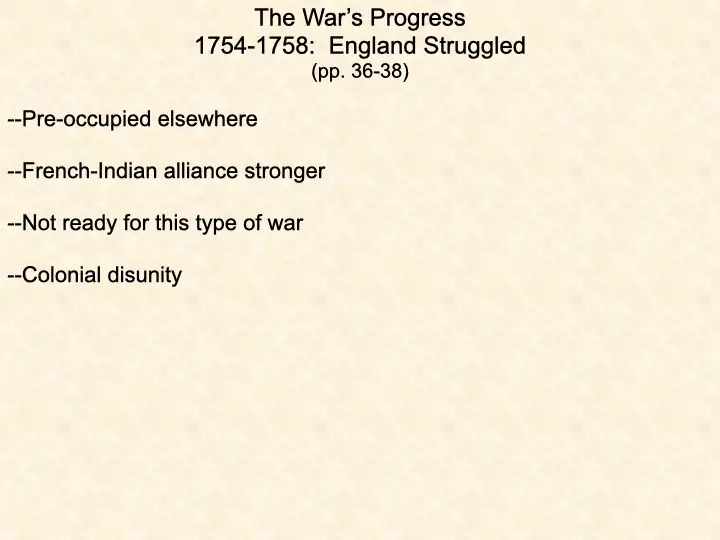 The War’s Progress
1754-1758:  England Struggled
(pp. 36-38)
--Pre-occupied elsewhere
--French-Indian alliance stronger
--Not ready for this type of war
--Colonial disunity